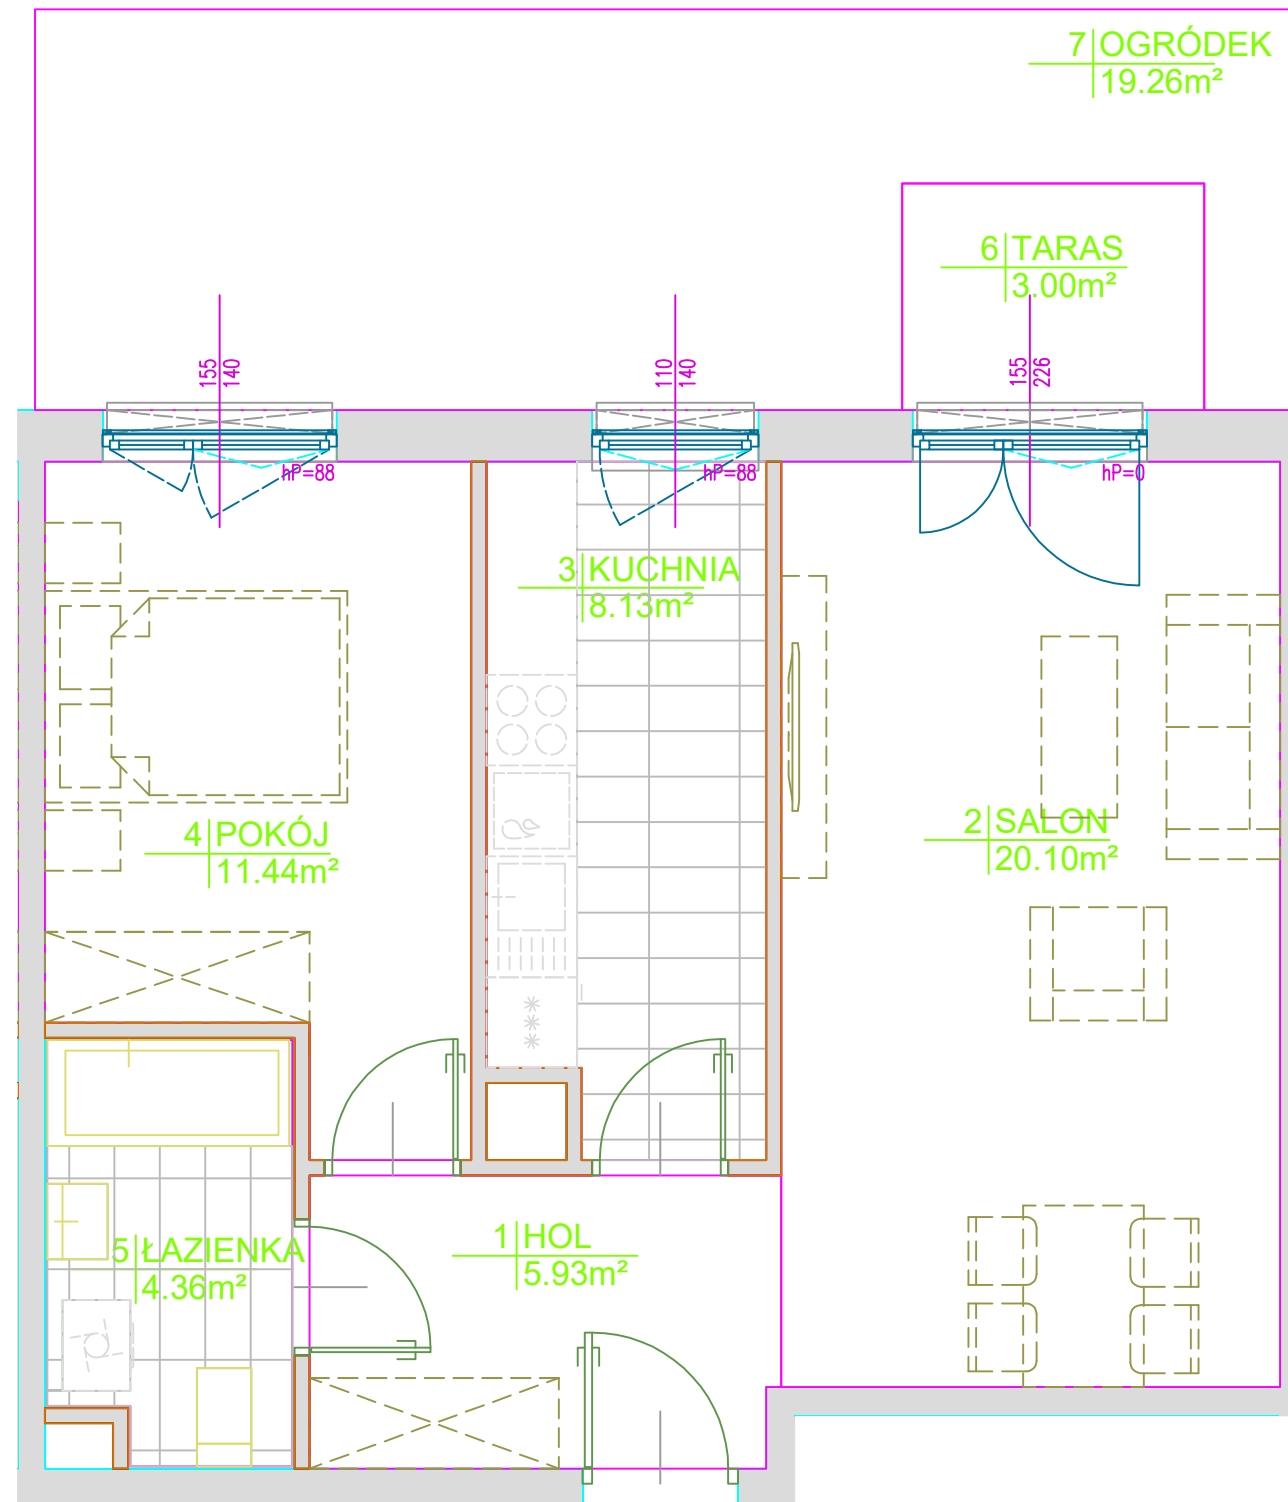 7 OGRÓDEK
19.26m²
6 TARAS
3.00m²
155
140
110
140
155
226
hP=88
hP=88
hP=0
3 KUCHNIA
8.13m²
4 POKÓJ
11.44m²
2 SALON
20.10m²
1 HOL
5.93m²
5 ŁAZIENKA
4.36m²